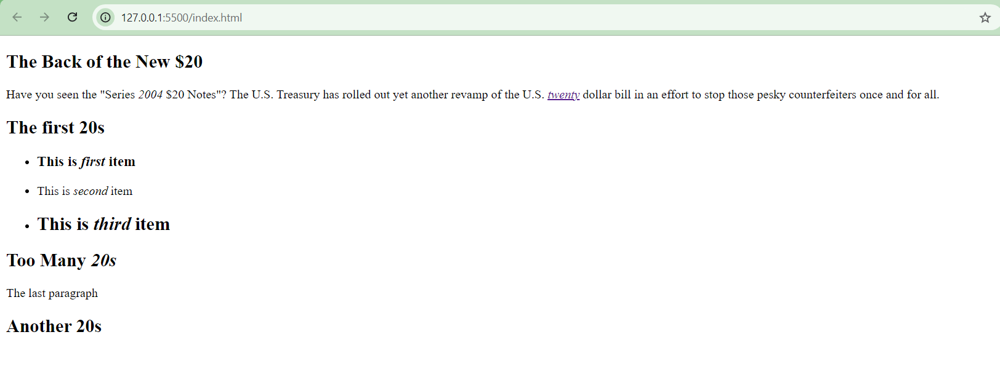 127.0.0.1:5500/index.html
The Back of the New $20
Have you seen the "Series 2004 $20 Notes"? The U.S. Treasury has rolled out yet another revamp of the U.S. twenty dollar bill in an effort to stop those pesky counterfeiters once and for all.
The first 20s
• This is first item
• This is second item
• This is third item
Too Many 20s
The last paragraph
Another 20s